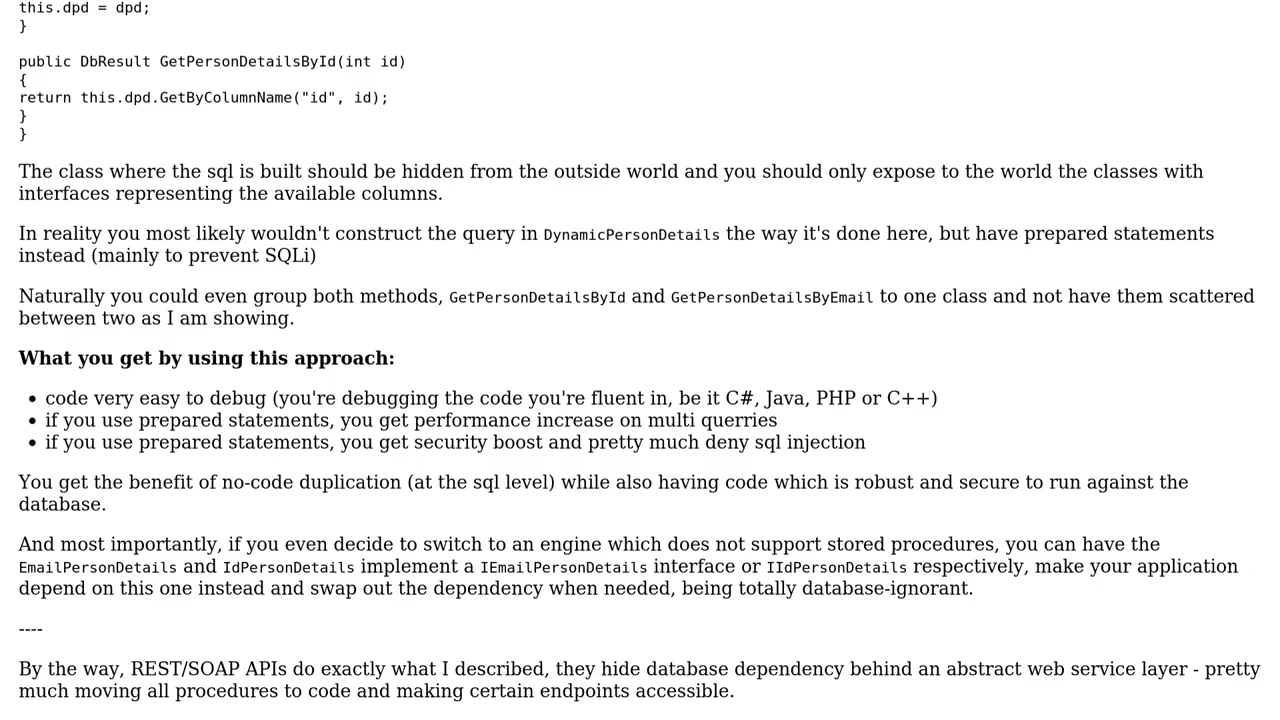 this.dpd = dpd;
}
public DbResult GetPersonDetailsById(int id)
{
return this.dpd.GetByColumnName("id", id);
}
}
The class where the sql is built should be hidden from the outside world and you should only expose to the world the classes with
interfaces representing the available columns.
In reality you most likely wouldn't construct the query in DynamicPersonDetails the way it's done here, but have prepared statements
instead (mainly to prevent SQLi)
Naturally you could even group both methods, GetPersonDetailsById and GetPersonDetailsByEmail to one class and not have them scattered
between two as I am showing.
What you get by using this approach:
• code very easy to debug (you're debugging the code you're fluent in, be it C#, Java, PHP or C++)
• if you use prepared statements, you get performance increase on multi querries
• if you use prepared statements, you get security boost and pretty much deny sql injection
You get the benefit of no-code duplication (at the sql level) while also having code which is robust and secure to run against the
database.
And most importantly, if you even decide to switch to an engine which does not support stored procedures, you can have the
EmailPersonDetails and IdPersonDetails implement a IEmailPersonDetails interface or IIdPersonDetails respectively, make your application
depend on this one instead and swap out the dependency when needed, being totally database-ignorant.
----
By the way, REST/SOAP APIs do exactly what I described, they hide database dependency behind an abstract web service layer - pretty
much moving all procedures to code and making certain endpoints accessible.